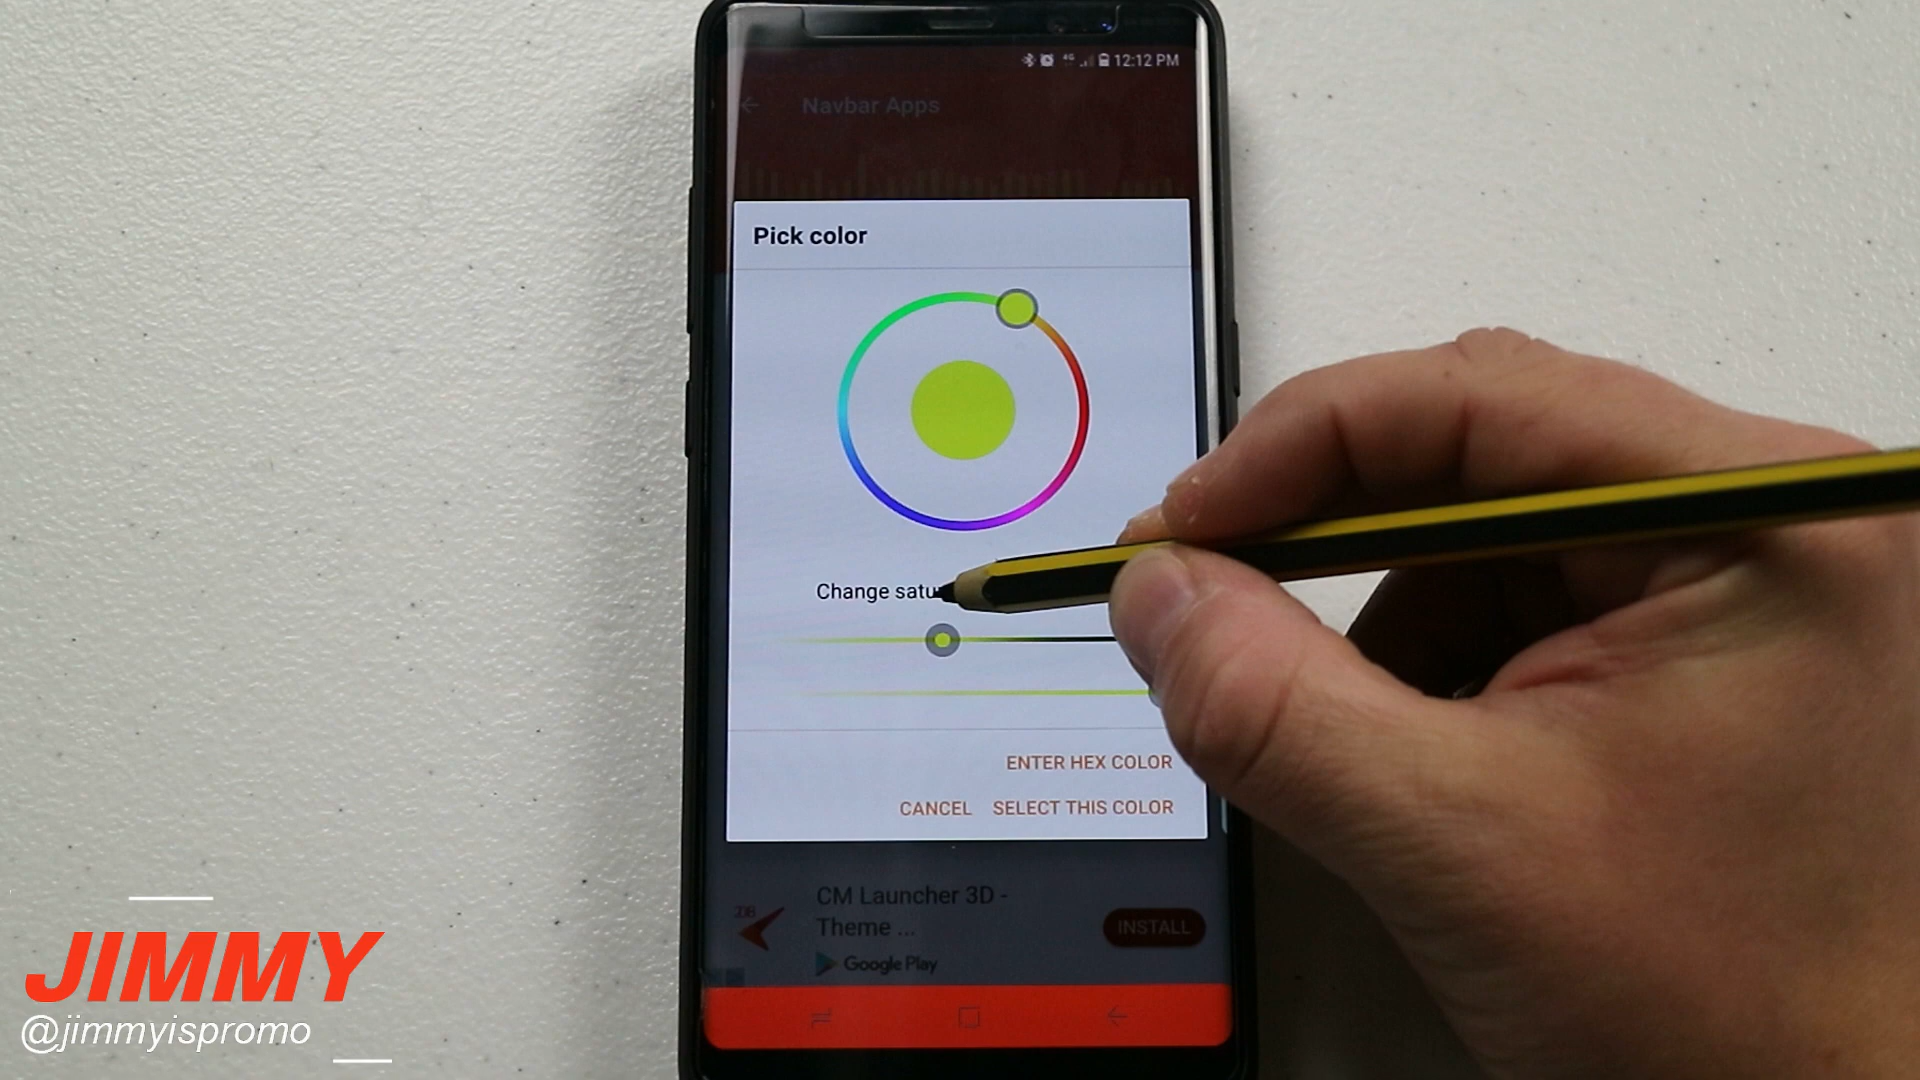 4G 12:12 PM
Navbar Apps
Pick color
Change satu
ENTER HEX COLOR
CANCEL SELECT THIS COLOR
CM Launcher 3D -
Theme ...
INSTALL
Google Play
JIMMY
@jimmyispromo